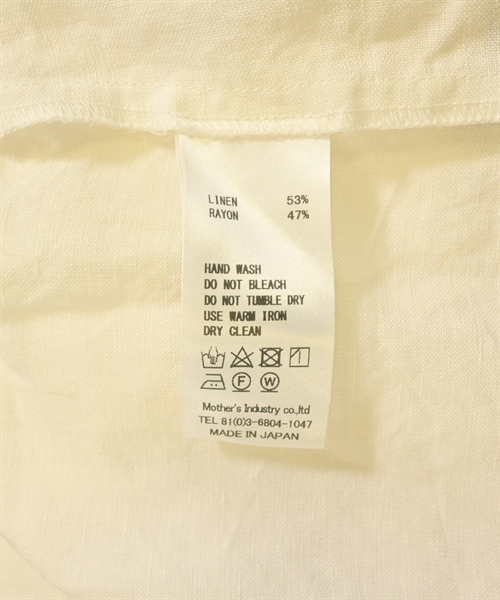 LINEN 53%
RAYON 47%
HAND WASH
DO NOT BLEACH
DO NOT TUMBLE DRY
USE WARM IRON
DRY CLEAN
F W
Mother's Industry co.,ltd
TEL 81(0)3-6804-1047
MADE IN JAPAN